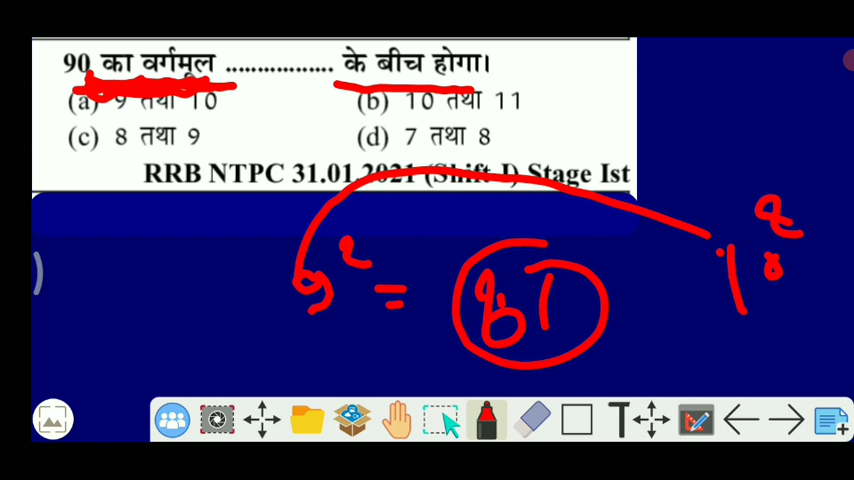 90 का वर्गमूल ................. के बीच होगा।
(a) 9 तथा 10 (b) 10 तथा 11
(c) 8 तथा 9 (d) 7 तथा 8
RRB NTPC 31.01.2021 (Shift-I) Stage Ist
9² = 81 10²
T